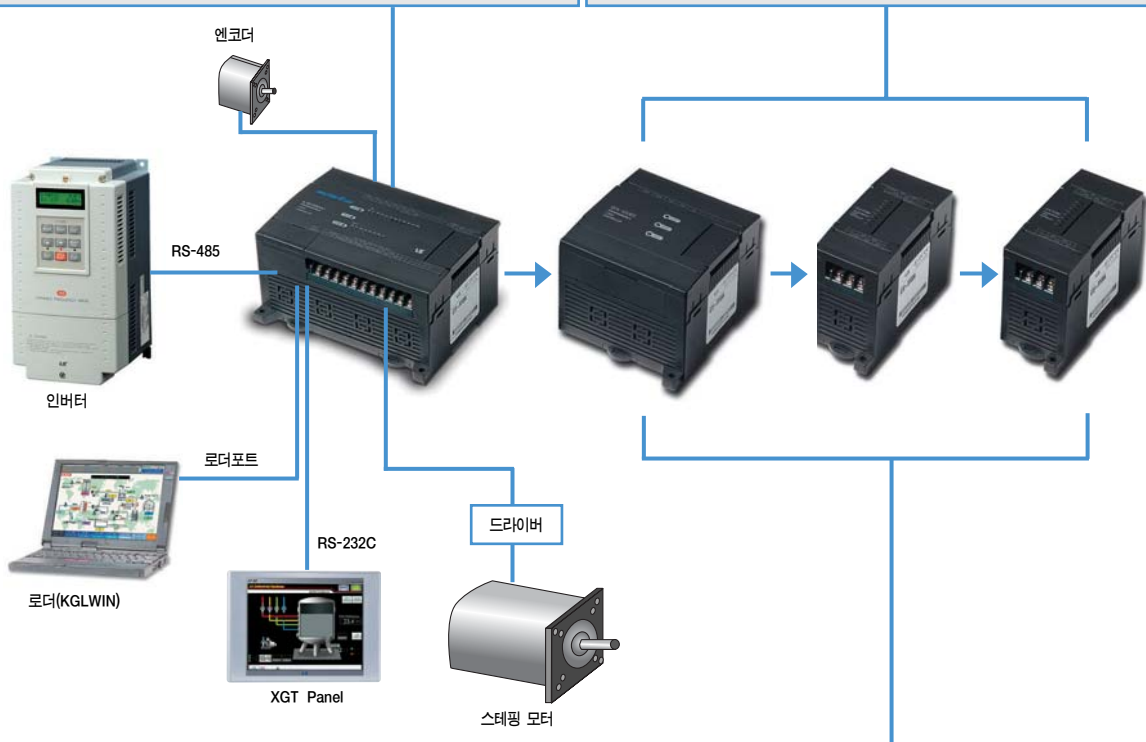 엔코더
RS-485
인버터
로더포트
드라이버
RS-232C
로더(KGLWIN)
XGT Panel
스테핑 모터